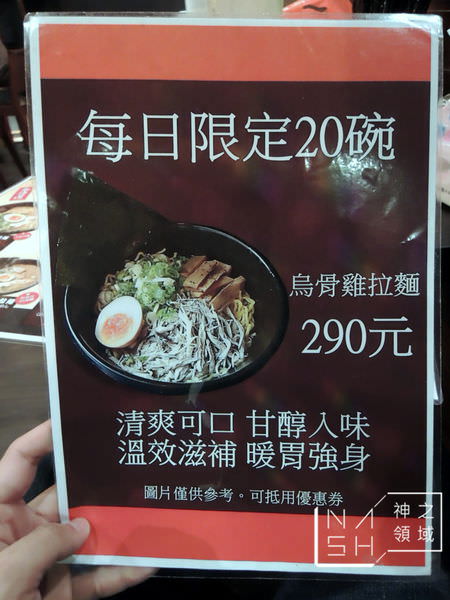 每日限定20碗
烏骨雞拉麵
290元
清爽可口 甘醇入味
溫效滋補 暖胃強身
圖片僅供參考。可抵用優惠券
NASH
神之領域